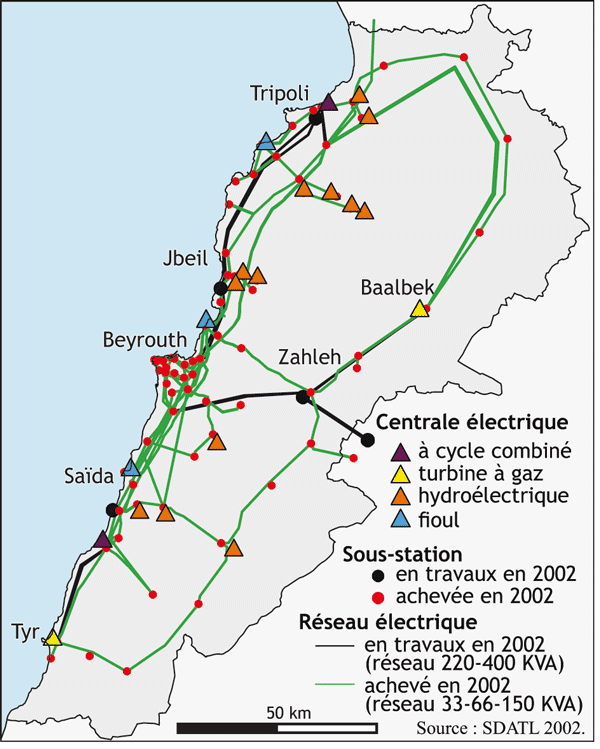 Tripoli
Jbeil
Baalbek
Beyrouth
Zahleh
Saïda
Tyr
Centrale électrique
à cycle combiné
turbine à gaz
hydroélectrique
fioul
Sous-station
en travaux en 2002
achevée en 2002
Réseau électrique
en travaux en 2002
(réseau 220-400 KVA)
achevé en 2002
(réseau 33-66-150 KVA)
50 km
Source : SDATL 2002.